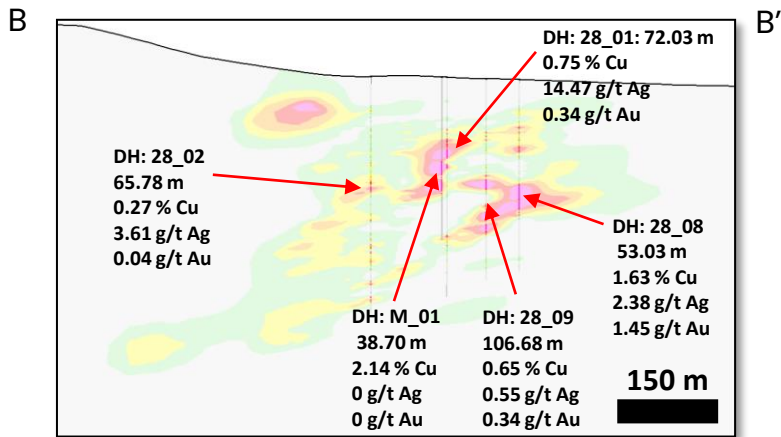 B
B'
DH: 28_01: 72.03 m
0.75 % Cu
14.47 g/t Ag
0.34 g/t Au
DH: 28_02
65.78 m
0.27 % Cu
3.61 g/t Ag
0.04 g/t Au
DH: 28_08
53.03 m
1.63 % Cu
2.38 g/t Ag
1.45 g/t Au
DH: M_01
38.70 m
2.14 % Cu
0 g/t Ag
0 g/t Au
DH: 28_09
106.68 m
0.65 % Cu
0.55 g/t Ag
0.34 g/t Au
150 m